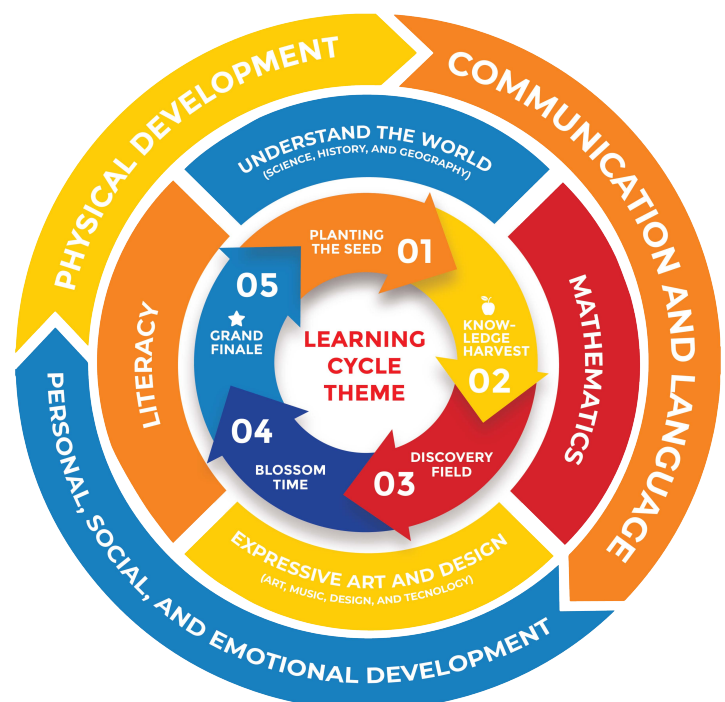 PHYSICAL DEVELOPMENT
COMMUNICATION AND LANGUAGE
PERSONAL, SOCIAL, AND EMOTIONAL DEVELOPMENT
UNDERSTAND THE WORLD
(SCIENCE, HISTORY, AND GEOGRAPHY)
MATHEMATICS
EXPRESSIVE ART AND DESIGN
(ART, MUSIC, DESIGN, AND TECNOLOGY)
LITERACY
PLANTING
THE SEED
01
KNOW-
LEDGE
HARVEST
02
DISCOVERY
FIELD
03
BLOSSOM
TIME
04
05
GRAND
FINALE
LEARNING
CYCLE
THEME